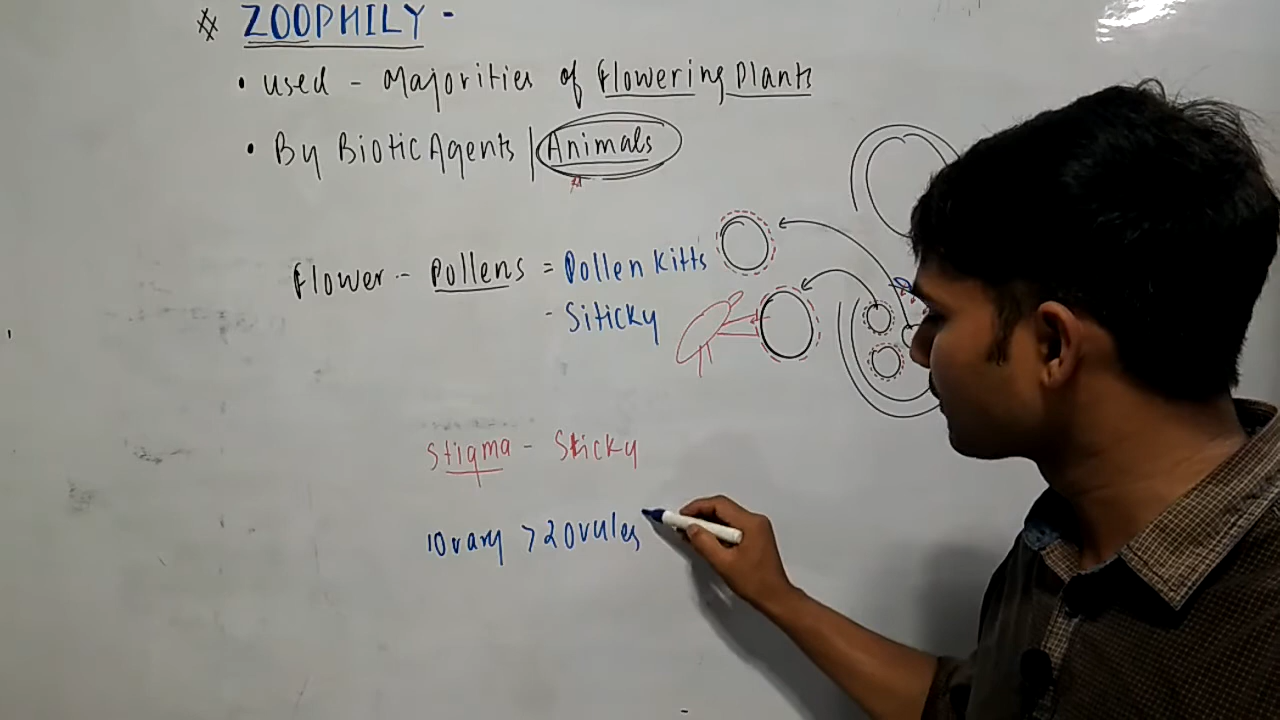 # ZOOPHILY -
• used - Majorities of Flowering Plants
• By Biotic Agents | Animals
Flower - Pollens = Pollen Kitts
- Siticky
Stigma - Sticky
1 Ovary > 2 Ovules